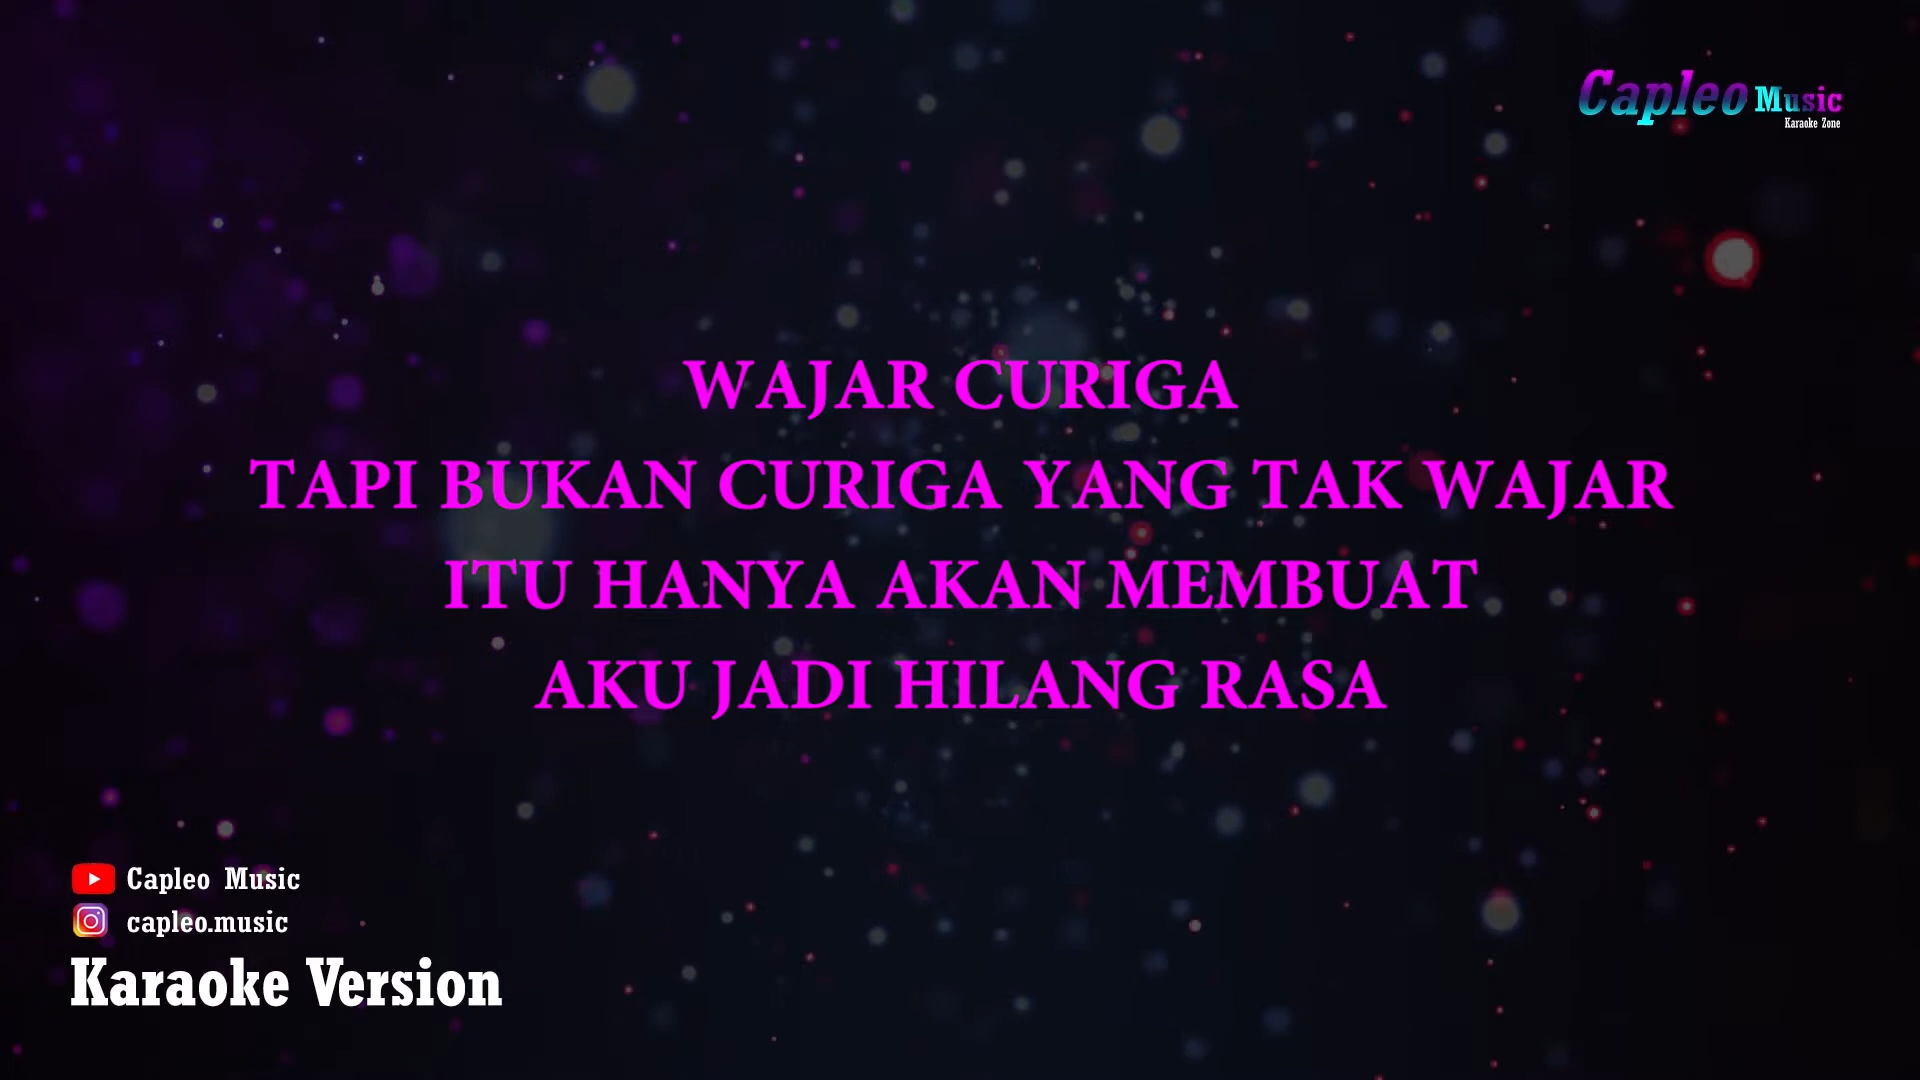 Capleo Music
Karaoke Zone
WAJAR CURIGA
TAPI BUKAN CURIGA YANG TAK WAJAR
ITU HANYA AKAN MEMBUAT
AKU JADI HILANG RASA
Capleo Music
capleo.music
Karaoke Version